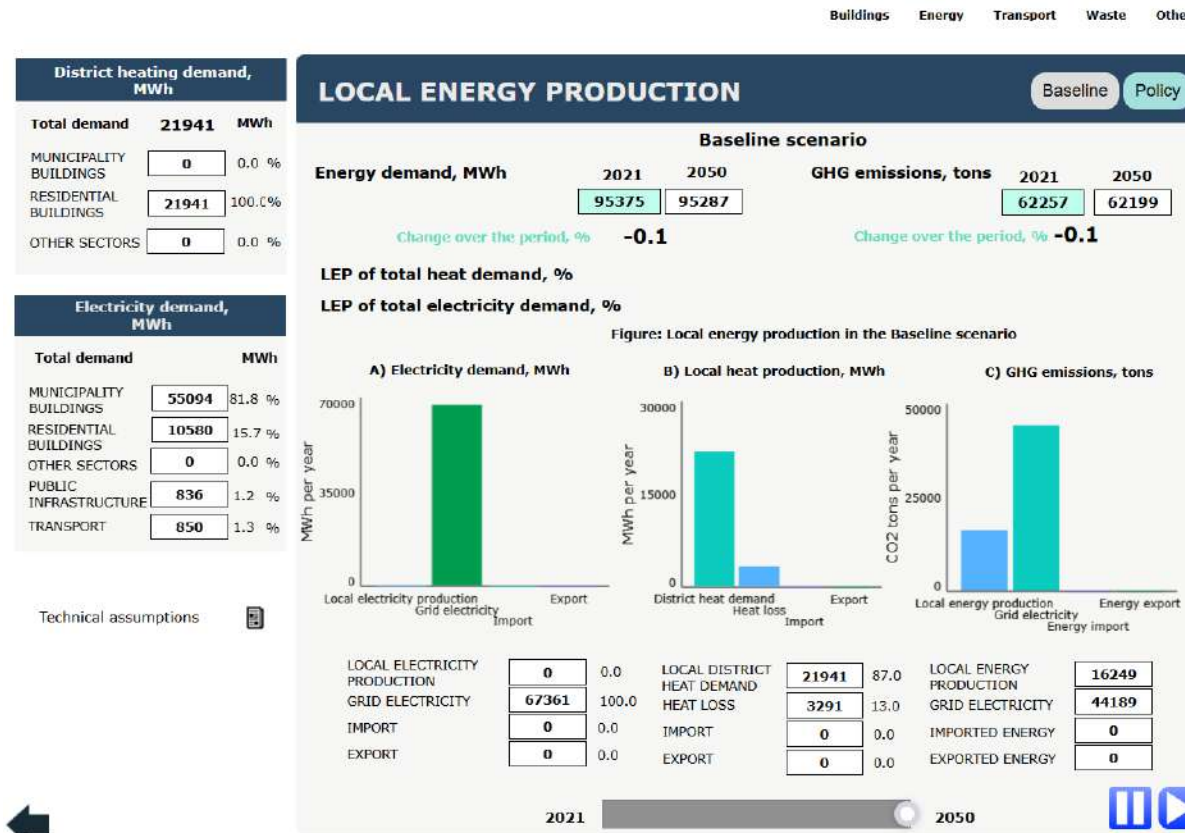 Buildings Energy Transport Waste Othe
District heating demand,
MWh
Total demand 21941 MWh
MUNICIPALITY
BUILDINGS 0 0.0 %
RESIDENTIAL
BUILDINGS 21941 100.0%
OTHER SECTORS 0 0.0 %
Electricity demand,
MWh
Total demand MWh
MUNICIPALITY
BUILDINGS 55094 81.8 %
RESIDENTIAL
BUILDINGS 10580 15.7 %
OTHER SECTORS 0 0.0 %
PUBLIC
INFRASTRUCTURE 836 1.2 %
TRANSPORT 850 1.3 %
Technical assumptions
LOCAL ENERGY PRODUCTION
Baseline Policy
Baseline scenario
Energy demand, MWh 2021 2050
95375 95287
Change over the period, % -0.1
GHG emissions, tons 2021 2050
62257 62199
Change over the period, % -0.1
LEP of total heat demand, %
LEP of total electricity demand, %
Figure: Local energy production in the Baseline scenario
A) Electricity demand, MWh
70000
35000
0
MWh per year
Local electricity production
Grid electricity
Import
Export
B) Local heat production, MWh
30000
15000
0
MWh per year
District heat demand
Heat loss
Import
Export
C) GHG emissions, tons
50000
25000
0
CO2 tons per year
Local energy production
Grid electricity
Energy import
Energy export
LOCAL ELECTRICITY
PRODUCTION 0 0.0
GRID ELECTRICITY 67361 100.0
IMPORT 0 0.0
EXPORT 0 0.0
LOCAL DISTRICT
HEAT DEMAND 21941 87.0
HEAT LOSS 3291 13.0
IMPORT 0 0.0
EXPORT 0 0.0
LOCAL ENERGY
PRODUCTION 16249
GRID ELECTRICITY 44189
IMPORTED ENERGY 0
EXPORTED ENERGY 0
2021 2050